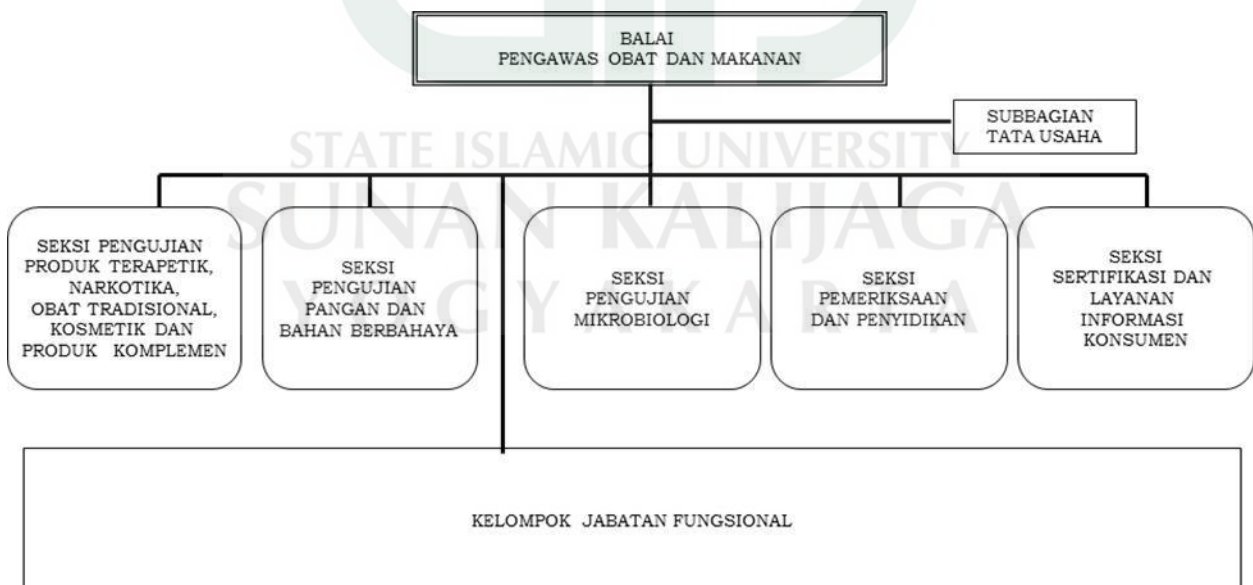 BALAI
PENGAWAS OBAT DAN MAKANAN
SUBBAGIAN
TATA USAHA
STATE ISLAMIC UNIVERSITY
SUNAN KALIJAGA
YOGYAKARTA
SEKSI PENGUJIAN
PRODUK TERAPETIK,
NARKOTIKA,
OBAT TRADISIONAL,
KOSMETIK DAN
PRODUK KOMPLEMEN
SEKSI
PENGUJIAN
PANGAN DAN
BAHAN BERBAHAYA
SEKSI
PENGUJIAN
MIKROBIOLOGI
SEKSI
PEMERIKSAAN
DAN PENYIDIKAN
SEKSI
SERTIFIKASI DAN
LAYANAN
INFORMASI
KONSUMEN
KELOMPOK JABATAN FUNGSIONAL